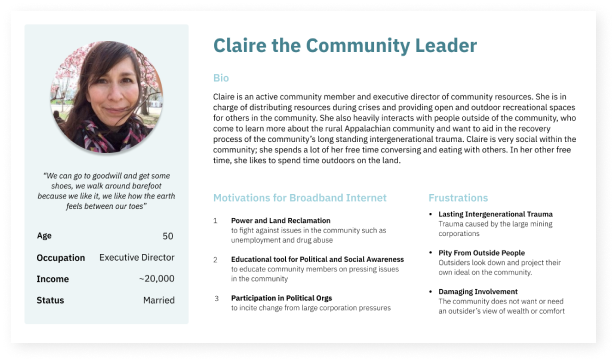 Claire the Community Leader
Bio
Claire is an active community member and executive director of community resources. She is in
charge of distributing resources during crises and providing open and outdoor recreational spaces
for others in the community. She also heavily interacts with people outside of the community, who
come to learn more about the rural Appalachian community and want to aid in the recovery
process of the community's long standing intergenerational trauma. Claire is very social within the
community; she spends a lot of her free time conversing and eating with others. In her other free
time, she likes to spend time outdoors on the land.
"We can go to goodwill and get some
shoes, we walk around barefoot
because we like it, we like how the earth
feels between our toes"
Age 50
Occupation Executive Director
Income ~20,000
Status Married
Motivations for Broadband Internet
1 Power and Land Reclamation
to fight against issues in the community such as
unemployment and drug abuse
2 Educational tool for Political and Social Awareness
to educate community members on pressing issues
in the community
3 Participation in Political Orgs
to incite change from large corporation pressures
Frustrations
• Lasting Intergenerational Trauma
Trauma caused by the large mining
corporations
• Pity From Outside People
Outsiders look down and project their
own ideal on the community.
• Damaging Involvement
The community does not want or need
an outsider's view of wealth or comfort